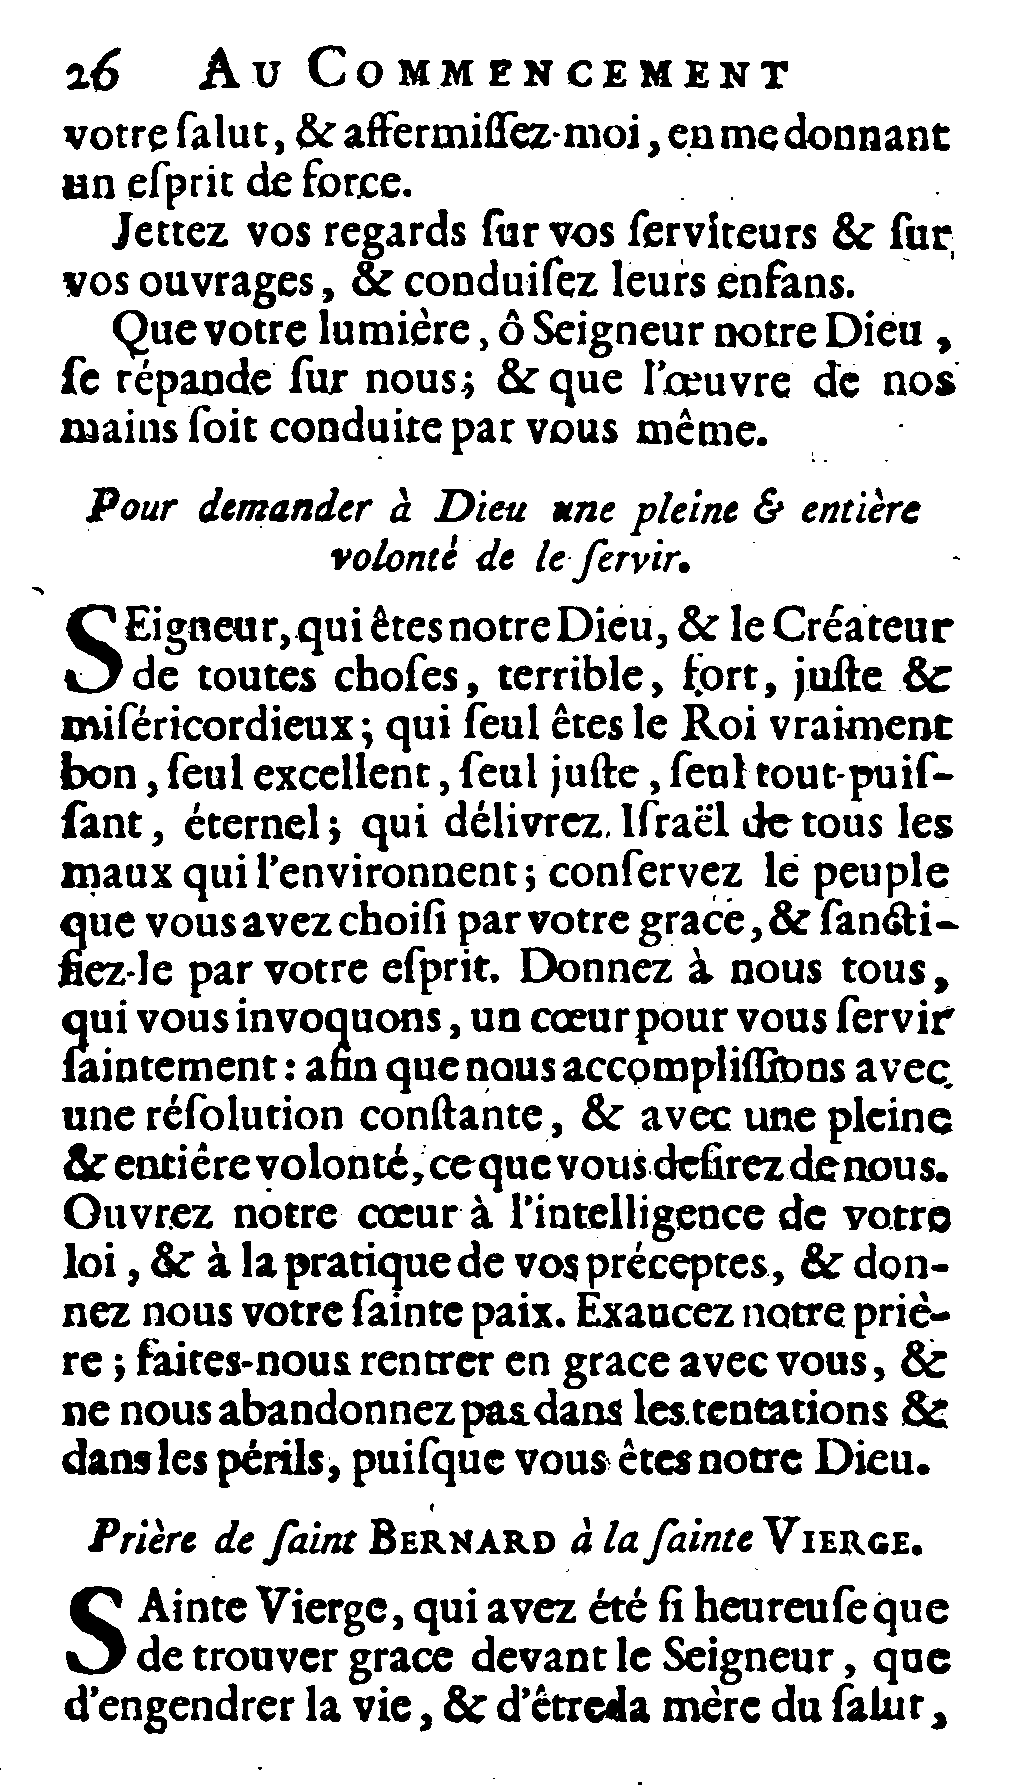 26 AU COMMENCEMENT
votre ſalut, & affermiſſez-moi, en me donnant
un eſprit de force.
Jettez vos regards ſur vos ſerviteurs & ſur
vos ouvrages, & conduiſez leurs enfans.
Que votre lumière, ô Seigneur notre Dieu,
ſe répande ſur nous; & que l'œuvre de nos
mains ſoit conduite par vous même.
Pour demander à Dieu une pleine & entière
volonté de le ſervir.
SEigneur, qui êtes notre Dieu, & le Créateur
de toutes choſes, terrible, fort, juſte &
miſéricordieux; qui ſeul êtes le Roi vraiment
bon, ſeul excellent, ſeul juſte, ſeul tout-puiſ-
ſant, éternel; qui délivrez Iſraël de tous les
maux qui l'environnent; conſervez le peuple
que vous avez choiſi par votre grace, & ſancti-
fiez-le par votre eſprit. Donnez à nous tous,
qui vous invoquons, un cœur pour vous ſervir
ſaintement: afin que nous accompliſſions avec
une réſolution conſtante, & avec une pleine
& entiêre volonté, ce que vous deſirez de nous.
Ouvrez notre cœur à l'intelligence de votre
loi, & à la pratique de vos préceptes, & don-
nez nous votre ſainte paix. Exaucez notre priè-
re; faites-nous rentrer en grace avec vous, &
ne nous abandonnez pas dans les tentations &
dans les périls, puiſque vous êtes notre Dieu.
Prière de ſaint BERNARD à la ſainte VIERGE.
SAinte Vierge, qui avez été ſi heureuſe que
de trouver grace devant le Seigneur, que
d'engendrer la vie, & d'être la mère du ſalut,